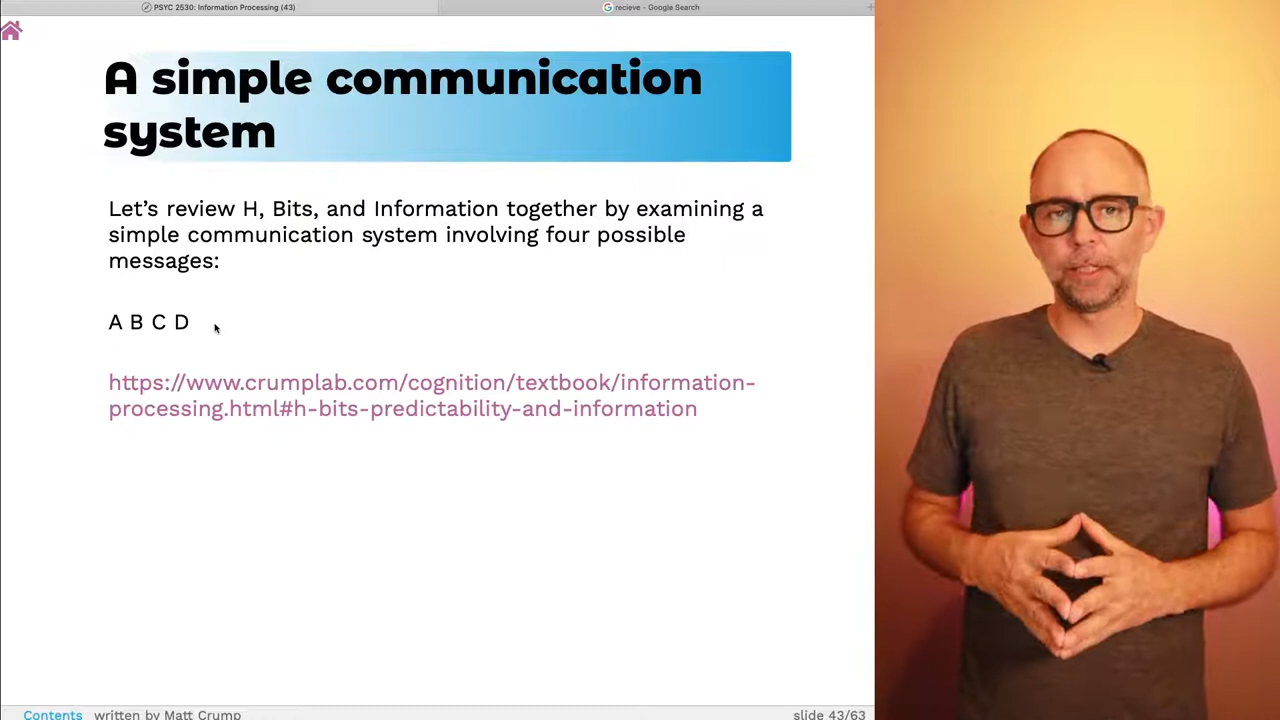 PSYC 2530: Information Processing (43)
recieve - Google Search
A simple communication
system
Let’s review H, Bits, and Information together by examining a
simple communication system involving four possible
messages:
A B C D
https://www.crumplab.com/cognition/textbook/information-
processing.html#h-bits-predictability-and-information
Contents written by Matt Crump
slide 43/63